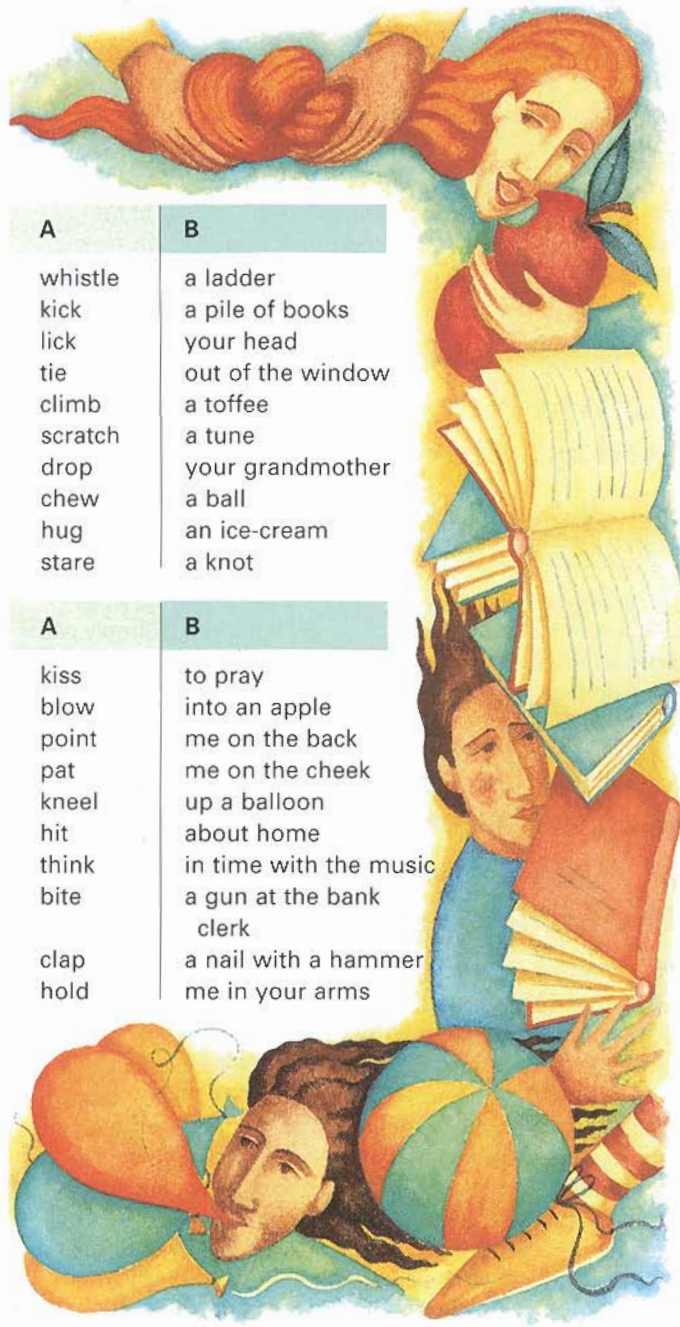 A B
whistle a ladder
kick a pile of books
lick your head
tie out of the window
climb a toffee
scratch a tune
drop your grandmother
chew a ball
hug an ice-cream
stare a knot
A B
kiss to pray
blow into an apple
point me on the back
pat me on the cheek
kneel up a balloon
hit about home
think in time with the music
bite a gun at the bank
clerk
clap a nail with a hammer
hold me in your arms